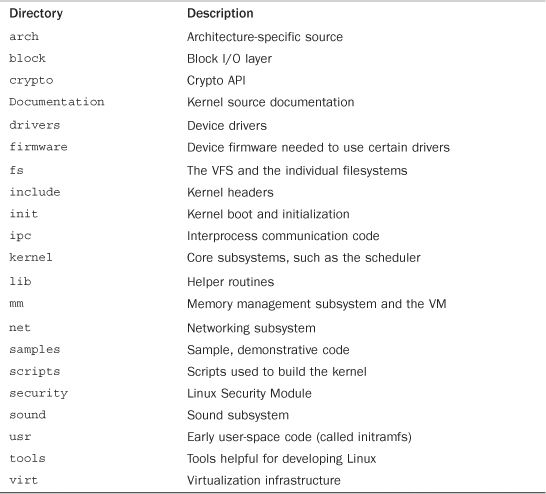 Directory Description
arch Architecture-specific source
block Block I/O layer
crypto Crypto API
Documentation Kernel source documentation
drivers Device drivers
firmware Device firmware needed to use certain drivers
fs The VFS and the individual filesystems
include Kernel headers
init Kernel boot and initialization
ipc Interprocess communication code
kernel Core subsystems, such as the scheduler
lib Helper routines
mm Memory management subsystem and the VM
net Networking subsystem
samples Sample, demonstrative code
scripts Scripts used to build the kernel
security Linux Security Module
sound Sound subsystem
usr Early user-space code (called initramfs)
tools Tools helpful for developing Linux
virt Virtualization infrastructure